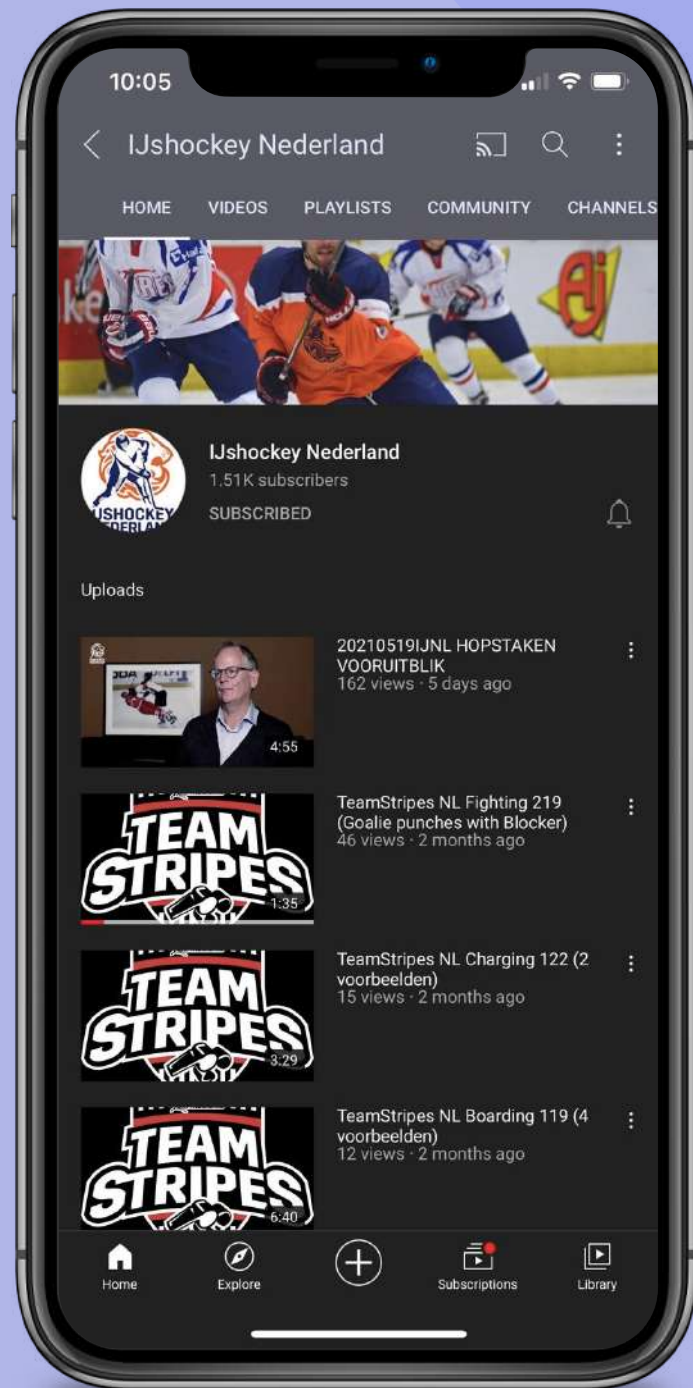 10:05
IJshockey Nederland
HOME VIDEOS PLAYLISTS COMMUNITY CHANNELS
IJshockey Nederland
1.51K subscribers
SUBSCRIBED
Uploads
20210519IJNL HOPSTAKEN
VOORUITBLIK
162 views · 5 days ago
4:55
TeamStripes NL Fighting 219
(Goalie punches with Blocker)
46 views · 2 months ago
TEAM
STRIPES
1:35
TeamStripes NL Charging 122 (2
voorbeelden)
15 views · 2 months ago
TEAM
STRIPES
3:29
TeamStripes NL Boarding 119 (4
voorbeelden)
12 views · 2 months ago
TEAM
STRIPES
6:40
Home Explore Subscriptions Library